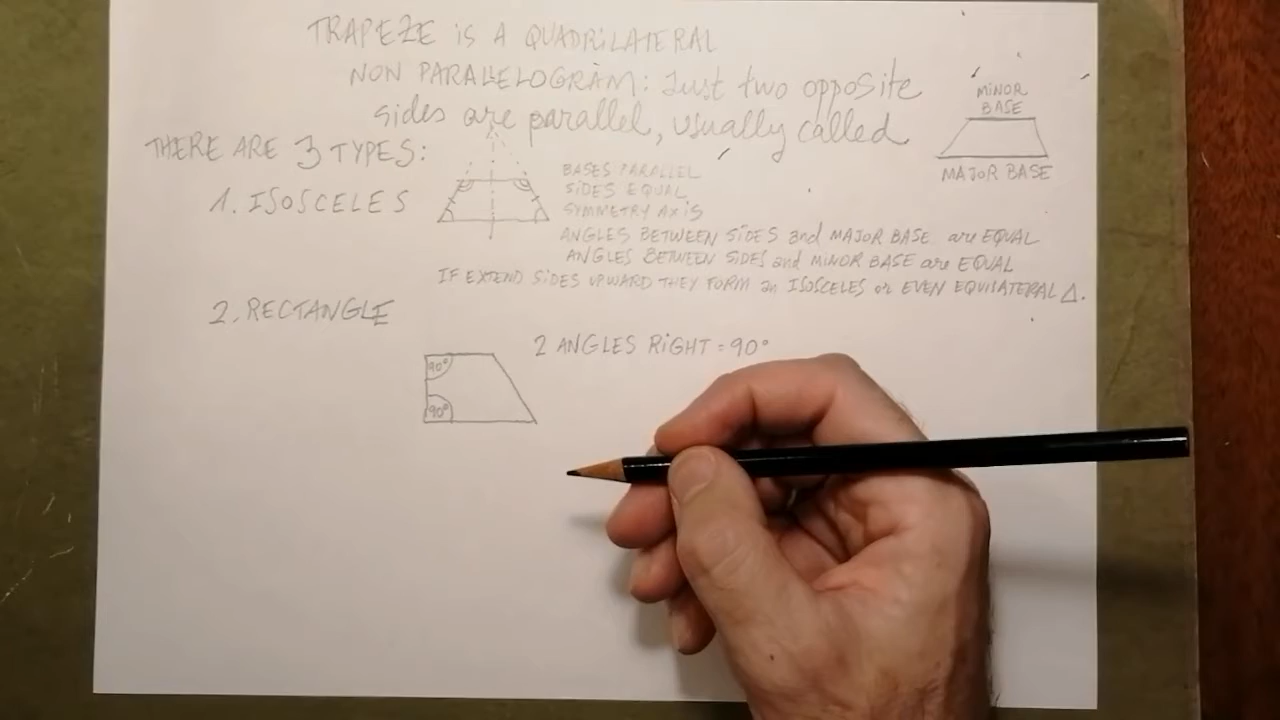 TRAPEZE iS A QUADRiLATERAL
NON PARALLELOGRAM: Just two opposite
sides are parallel, usually called
MiNOR
BASE
MAJOR BASE
THERE ARE 3 TYPES:
1. ISOSCELES
BASES PARALLEL
SiDES EQUAL
SYMMETRY AXiS
ANGLES BETWEEN SiDES and MAJOR BASE are EQUAL
ANGLES BETWEEN SiDES and MiNOR BASE are EQUAL
IF EXTEND SiDES UPWARD THEY FORM an ISOSCELES or EVEN EQUiLATERAL △.
2. RECTANGLE
2 ANGLES RiGHT = 90°
90°
90°